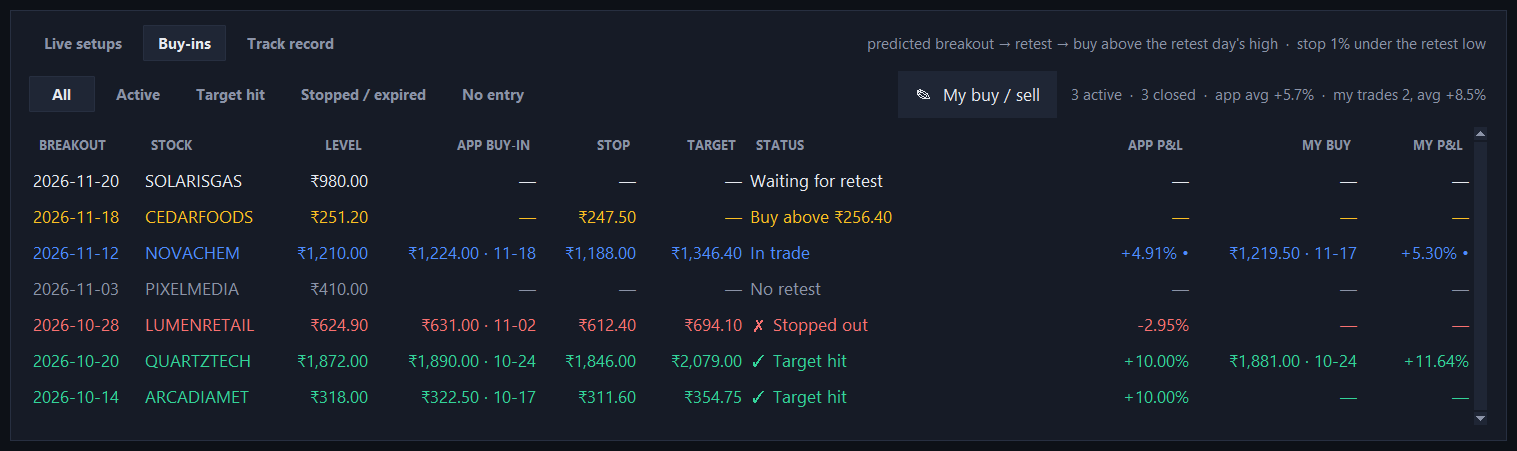 Live setups Buy-ins Track record predicted breakout → retest → buy above the retest day's high · stop 1% under the retest low
All Active Target hit Stopped / expired No entry ✎ My buy / sell 3 active · 3 closed · app avg +5.7% · my trades 2, avg +8.5%
BREAKOUT STOCK LEVEL APP BUY-IN STOP TARGET STATUS APP P&L MY BUY MY P&L
2026-11-20 SOLARISGAS ₹980.00 — — — Waiting for retest — — —
2026-11-18 CEDARFOODS ₹251.20 — ₹247.50 — Buy above ₹256.40 — — —
2026-11-12 NOVACHEM ₹1,210.00 ₹1,224.00 · 11-18 ₹1,188.00 ₹1,346.40 In trade +4.91% • ₹1,219.50 · 11-17 +5.30% •
2026-11-03 PIXELMEDIA ₹410.00 — — — No retest — — —
2026-10-28 LUMENRETAIL ₹624.90 ₹631.00 · 11-02 ₹612.40 ₹694.10 ✗ Stopped out -2.95% — —
2026-10-20 QUARTZTECH ₹1,872.00 ₹1,890.00 · 10-24 ₹1,846.00 ₹2,079.00 ✓ Target hit +10.00% ₹1,881.00 · 10-24 +11.64%
2026-10-14 ARCADIAMET ₹318.00 ₹322.50 · 10-17 ₹311.60 ₹354.75 ✓ Target hit +10.00% — —